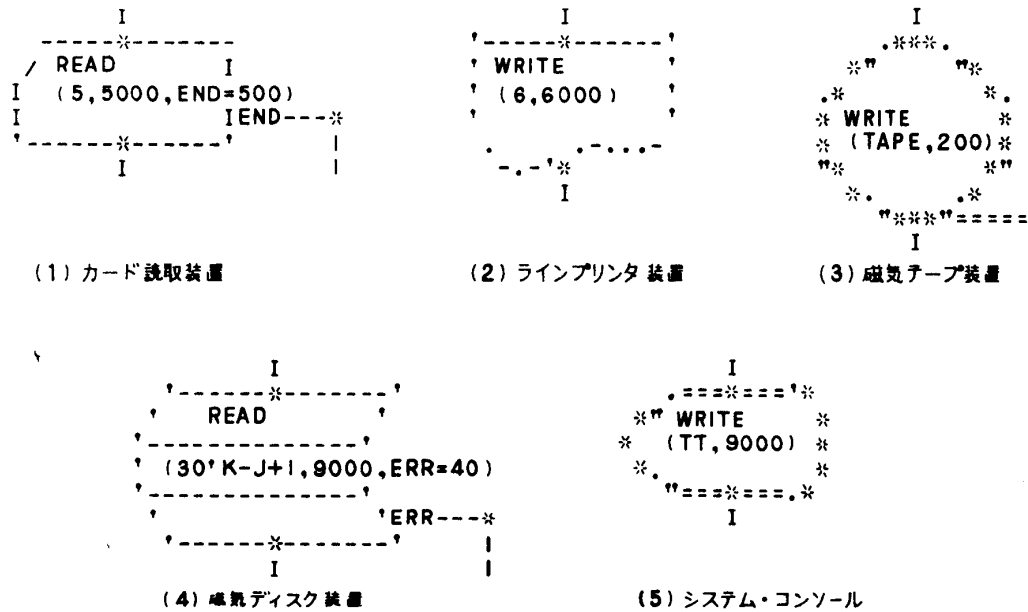 READ
(5,5000,END=500)
END
(1) カード読取装置
WRITE
(6,6000)
(2) ラインプリンタ装置
WRITE
(TAPE,200)
(3) 磁気テープ装置
READ
(30'K-J+1,9000,ERR=40)
ERR
(4) 磁気ディスク装置
WRITE
(TT,9000)
(5) システム・コンソール